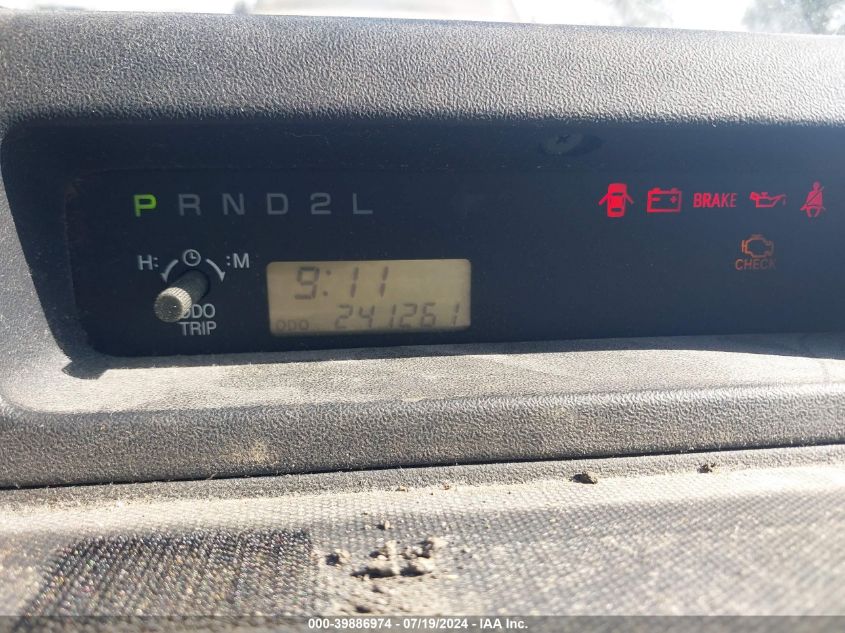 P R N D 2 L
BRAKE
H: :M
CHECK
9:11
ODO
TRIP
ODO 241261
000-39886974 / 07/19/2024 - IAA Inc.